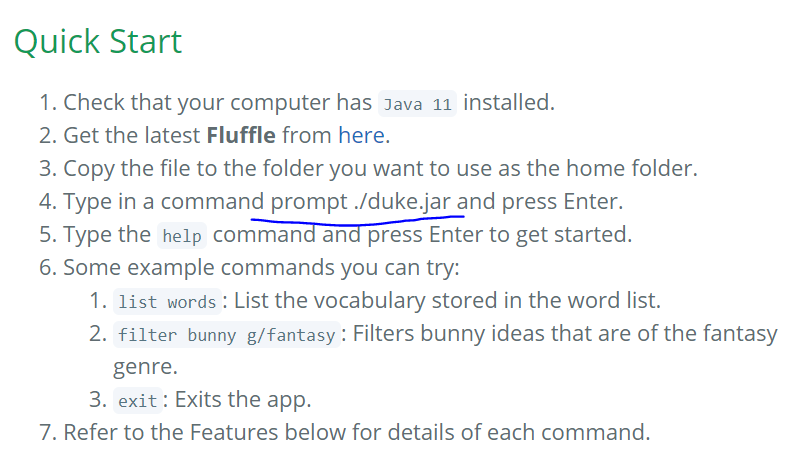 Quick Start
1. Check that your computer has Java 11 installed.
2. Get the latest Fluffle from here.
3. Copy the file to the folder you want to use as the home folder.
4. Type in a command prompt ./duke.jar and press Enter.
5. Type the help command and press Enter to get started.
6. Some example commands you can try:
1. list words: List the vocabulary stored in the word list.
2. filter bunny g/fantasy: Filters bunny ideas that are of the fantasy
genre.
3. exit: Exits the app.
7. Refer to the Features below for details of each command.